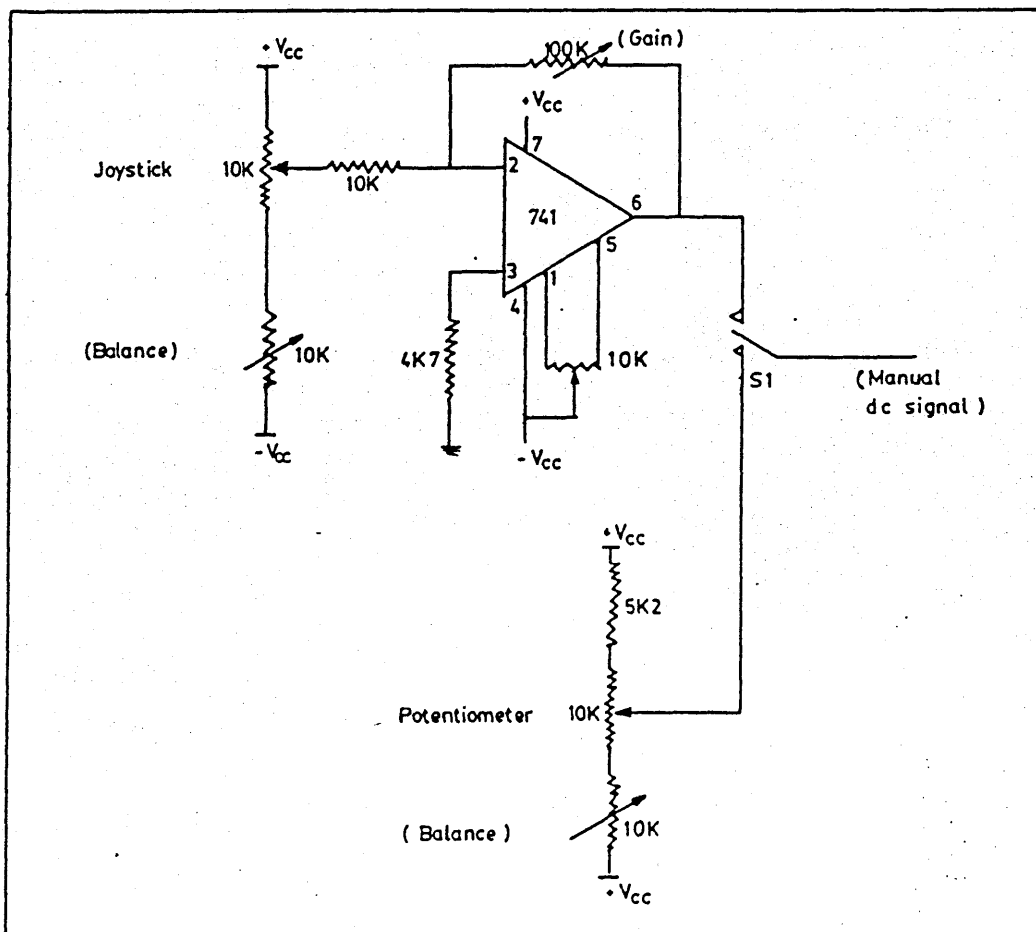 + Vcc
100K
(Gain)
+ Vcc
7
Joystick
10K
10K
2
741
6
5
3
1
4
(Balance)
10K
4K7
10K
- Vcc
- Vcc
S1
(Manual
dc signal)
+ Vcc
5K2
Potentiometer
10K
(Balance)
10K
+ Vcc